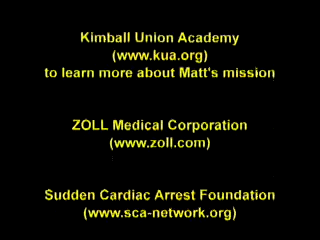 Kimball Union Academy
(www.kua.org)
to learn more about Matt's mission
ZOLL Medical Corporation
(www.zoll.com)
Sudden Cardiac Arrest Foundation
(www.sca-network.org)